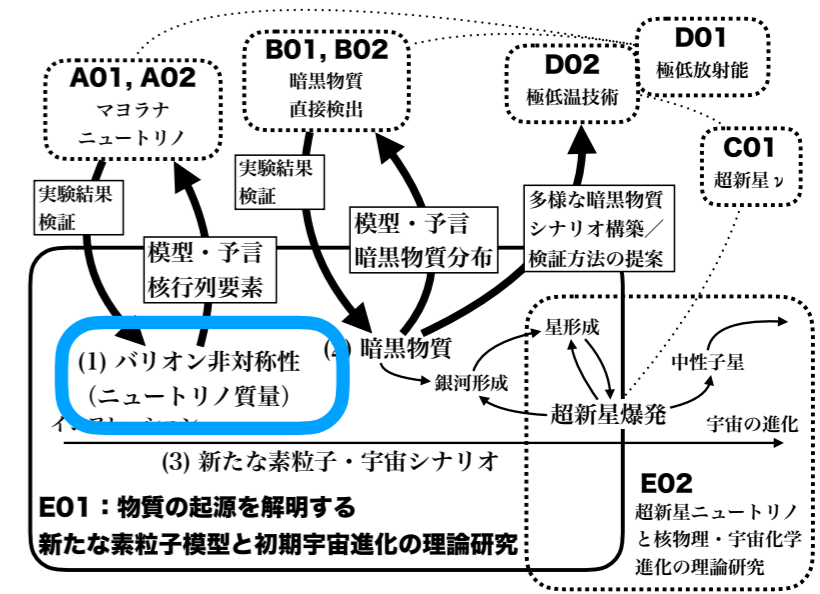 A01, A02
マヨラナ
ニュートリノ
B01, B02
暗黒物質
直接検出
D02
極低温技術
D01
極低放射能
C01
超新星 ν
実験結果
検証
模型・予言
核行列要素
実験結果
検証
模型・予言
暗黒物質分布
多様な暗黒物質
シナリオ構築／
検証方法の提案
(1) バリオン非対称性
（ニュートリノ質量）
(2) 暗黒物質
銀河形成
星形成
超新星爆発
中性子星
宇宙の進化
(3) 新たな素粒子・宇宙シナリオ
E01：物質の起源を解明する
新たな素粒子模型と初期宇宙進化の理論研究
E02
超新星ニュートリノ
と核物理・宇宙化学
進化の理論研究